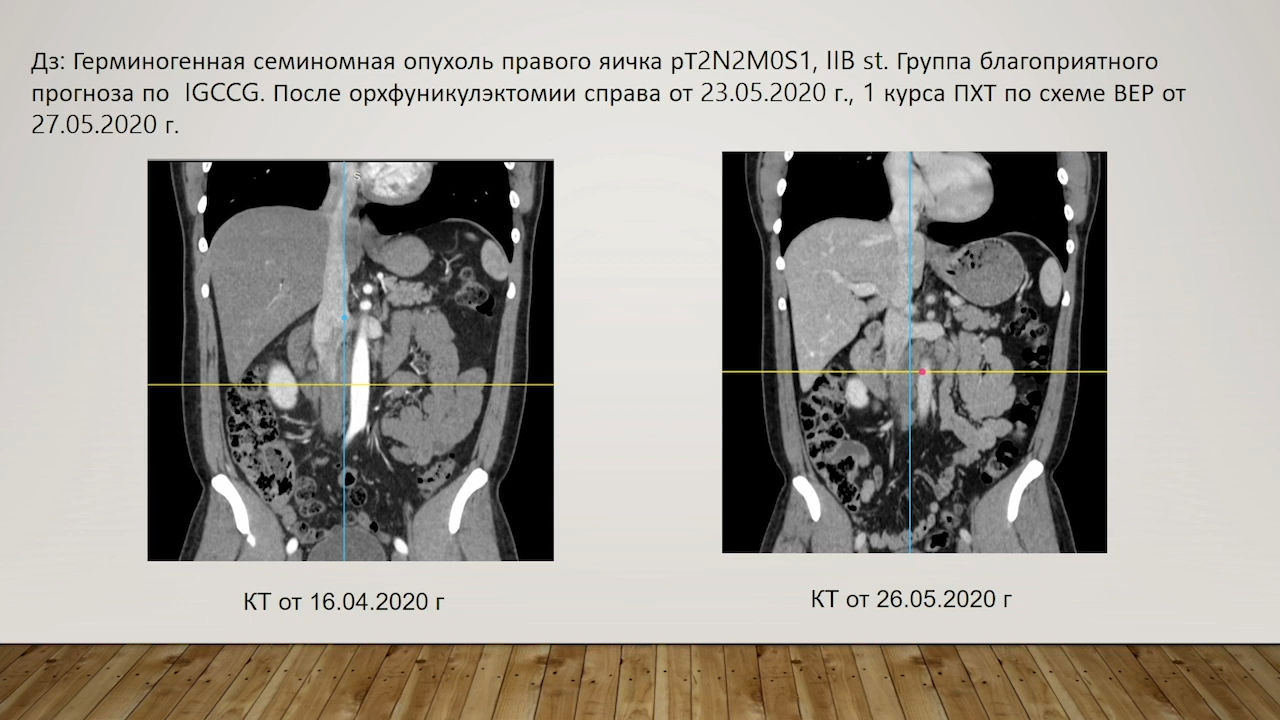 Дз: Герминогенная семиномная опухоль правого яичка pT2N2M0S1, IIB st. Группа благоприятного
прогноза по IGCCG. После орхфуникулэктомии справа от 23.05.2020 г., 1 курса ПХТ по схеме BEP от
27.05.2020 г.
S
КТ от 16.04.2020 г
КТ от 26.05.2020 г